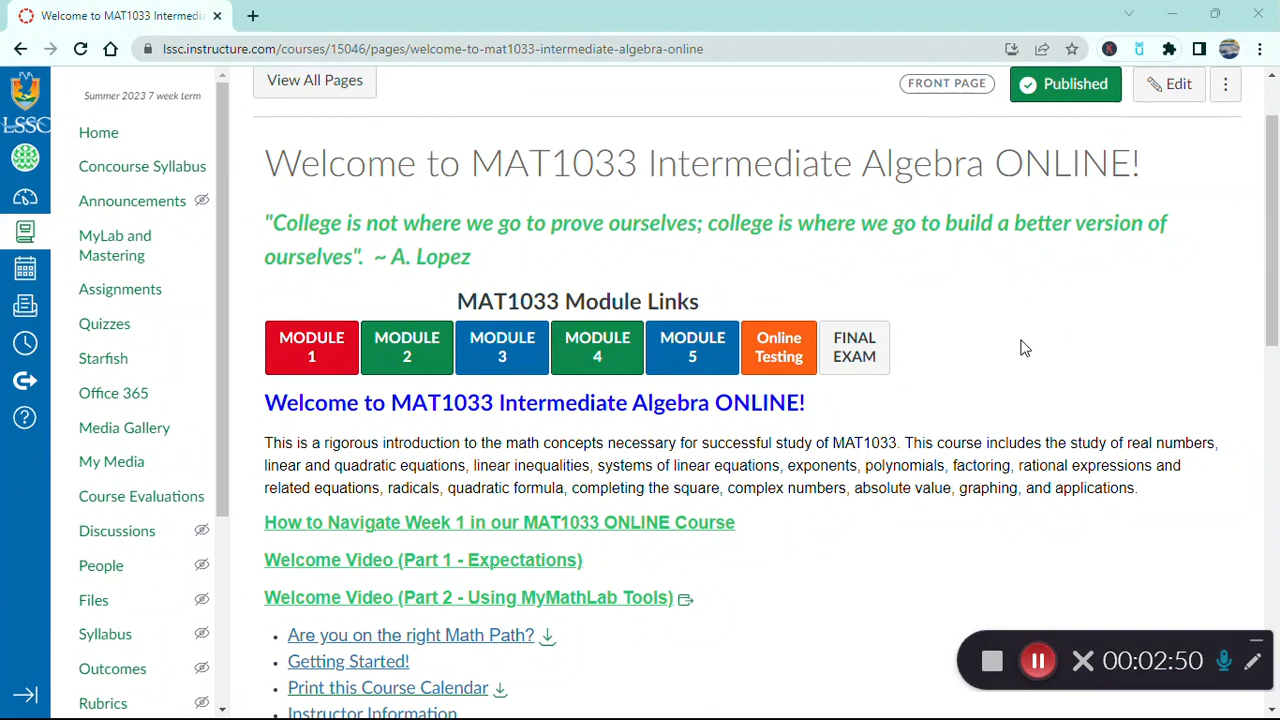 Welcome to MAT1033 Intermedi
lssc.instructure.com/courses/15046/pages/welcome-to-mat1033-intermediate-algebra-online
K
LSSC
Summer 2023 7 week term
Home
Concourse Syllabus
Announcements
MyLab and
Mastering
Assignments
Quizzes
Starfish
Office 365
Media Gallery
My Media
Course Evaluations
Discussions
People
Files
Syllabus
Outcomes
Rubrics
View All Pages
FRONT PAGE
Published
Edit
Welcome to MAT1033 Intermediate Algebra ONLINE!
"College is not where we go to prove ourselves; college is where we go to build a better version of
ourselves". ~ A. Lopez
MAT1033 Module Links
MODULE
1
MODULE
2
MODULE
3
MODULE
4
MODULE
5
Online
Testing
FINAL
EXAM
Welcome to MAT1033 Intermediate Algebra ONLINE!
This is a rigorous introduction to the math concepts necessary for successful study of MAT1033. This course includes the study of real numbers,
linear and quadratic equations, linear inequalities, systems of linear equations, exponents, polynomials, factoring, rational expressions and
related equations, radicals, quadratic formula, completing the square, complex numbers, absolute value, graphing, and applications.
How to Navigate Week 1 in our MAT1033 ONLINE Course
Welcome Video (Part 1 - Expectations)
Welcome Video (Part 2 - Using MyMathLab Tools)
Are you on the right Math Path?
Getting Started!
Print this Course Calendar
Instructor Information
00:02:50